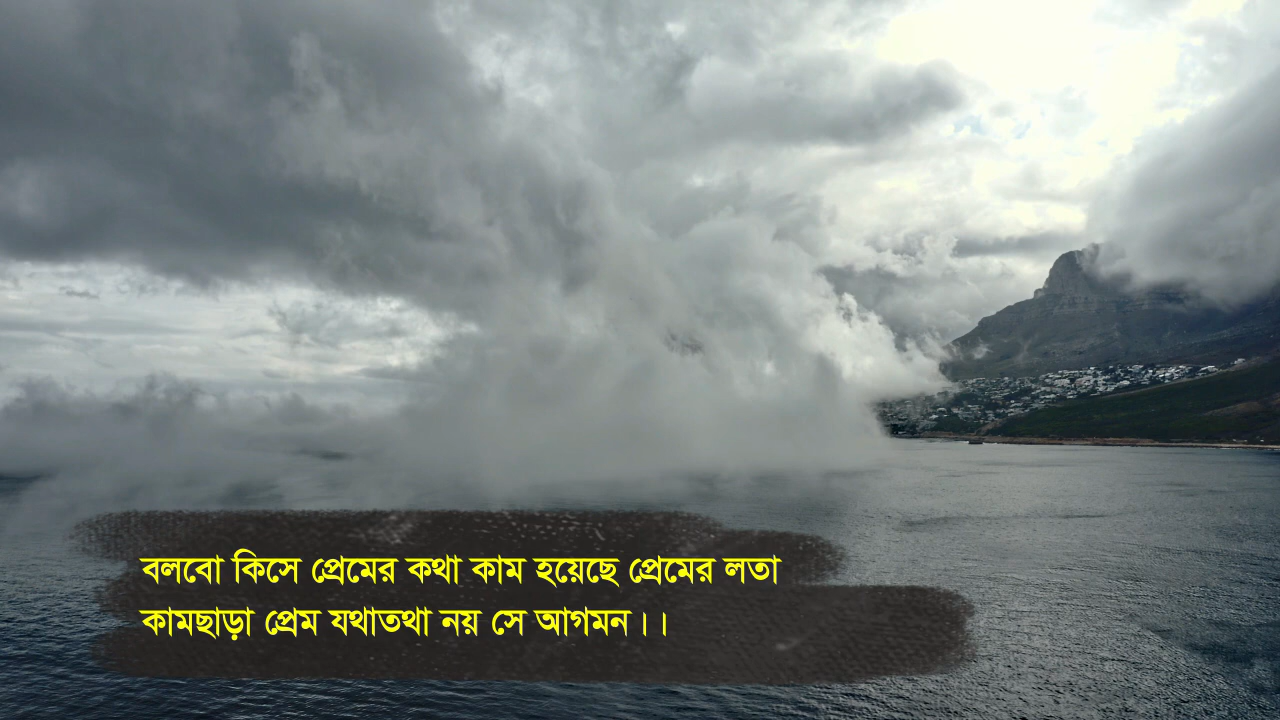 বলবো কিসে প্রেমের কথা কাম হয়েছে প্রেমের লতা
কামছাড়া প্রেম যথাতথা নয় সে আগমন।।